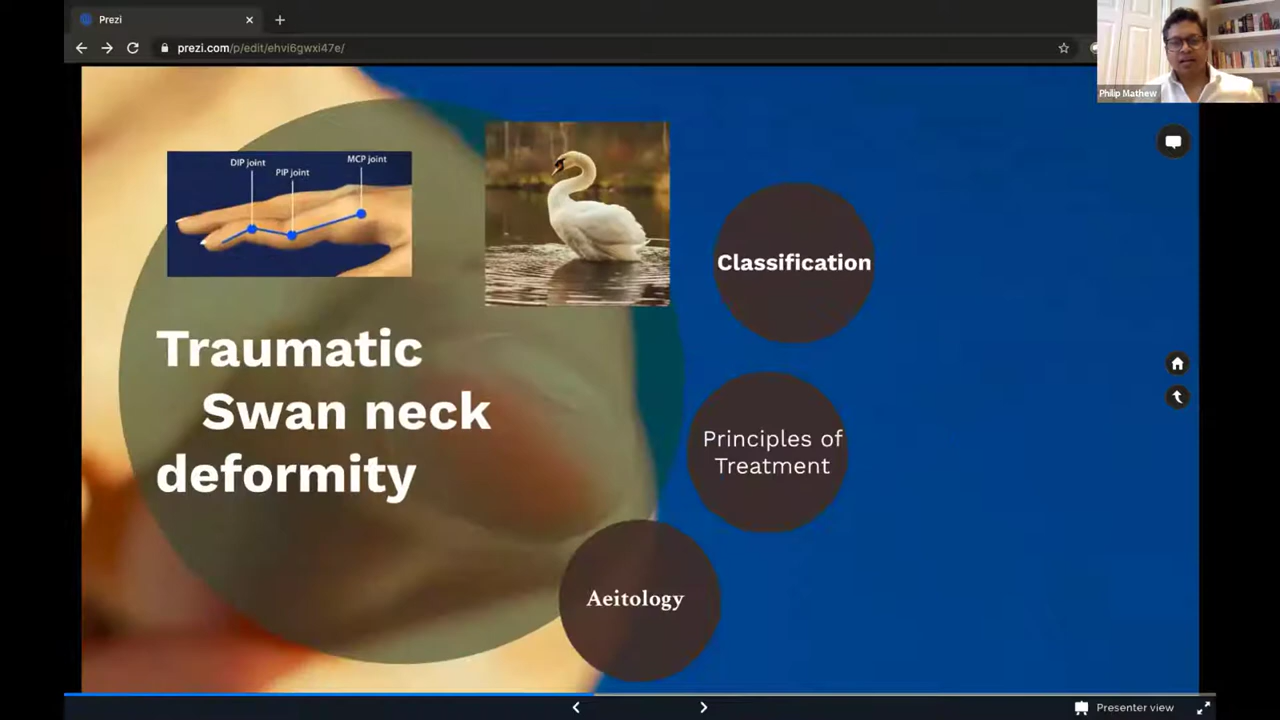 Prezi
prezi.com/p/edit/ehvi6gwxi47e/
Philip Mathew
DIP joint
PIP joint
MCP joint
Traumatic
Swan neck
deformity
Classification
Principles of
Treatment
Aeitology
Presenter view